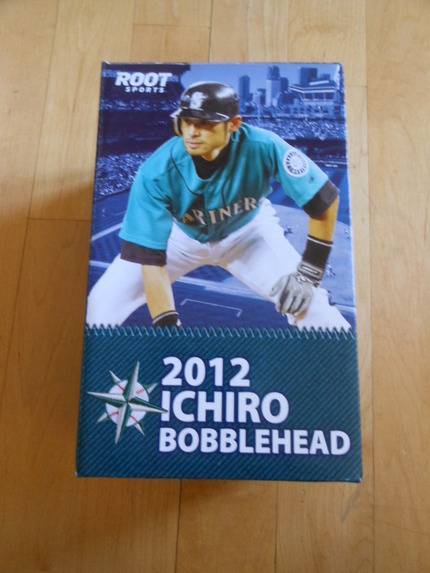 ROOT
SPORTS
MARINERS
2012
ICHIRO
BOBBLEHEAD